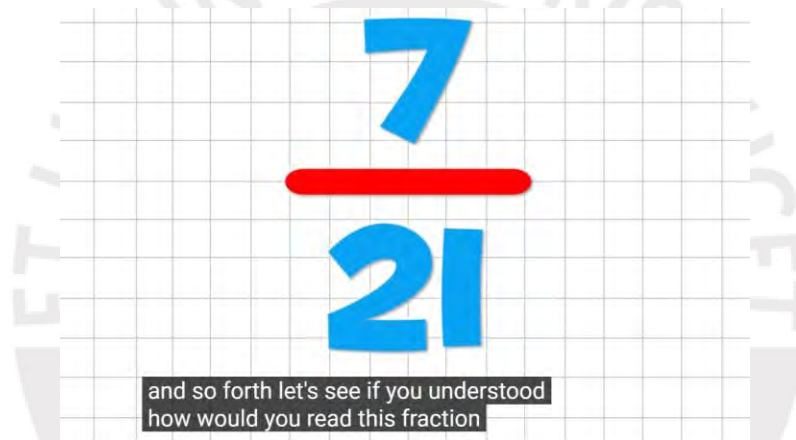 7
21
and so forth let's see if you understood
how would you read this fraction